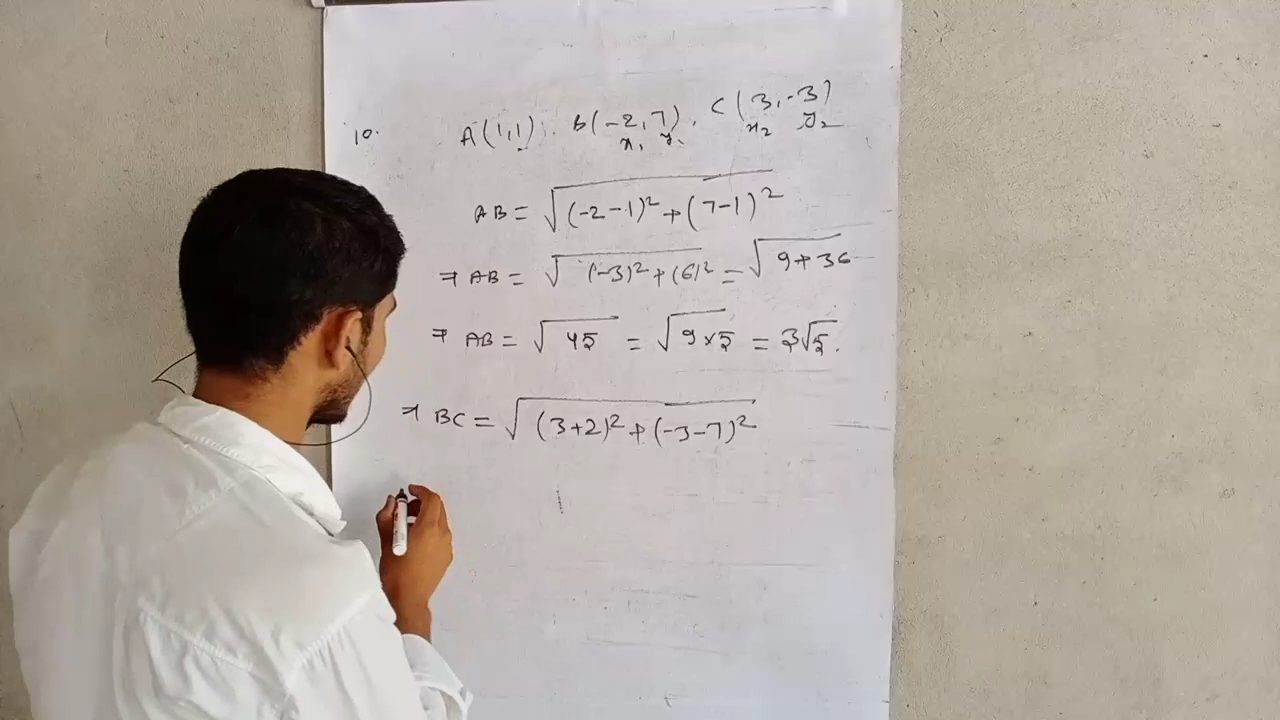 10. A(1,1). B(-2,7). C(3,-3)
x₁ y₁ x₂ y₂
AB = √((-2-1)²+(7-1)²)
⇒ AB = √((-3)²+(6)²) = √(9+36)
⇒ AB = √45 = √(9×5) = 3√5.
⇒ BC = √((3+2)²+(-3-7)²)